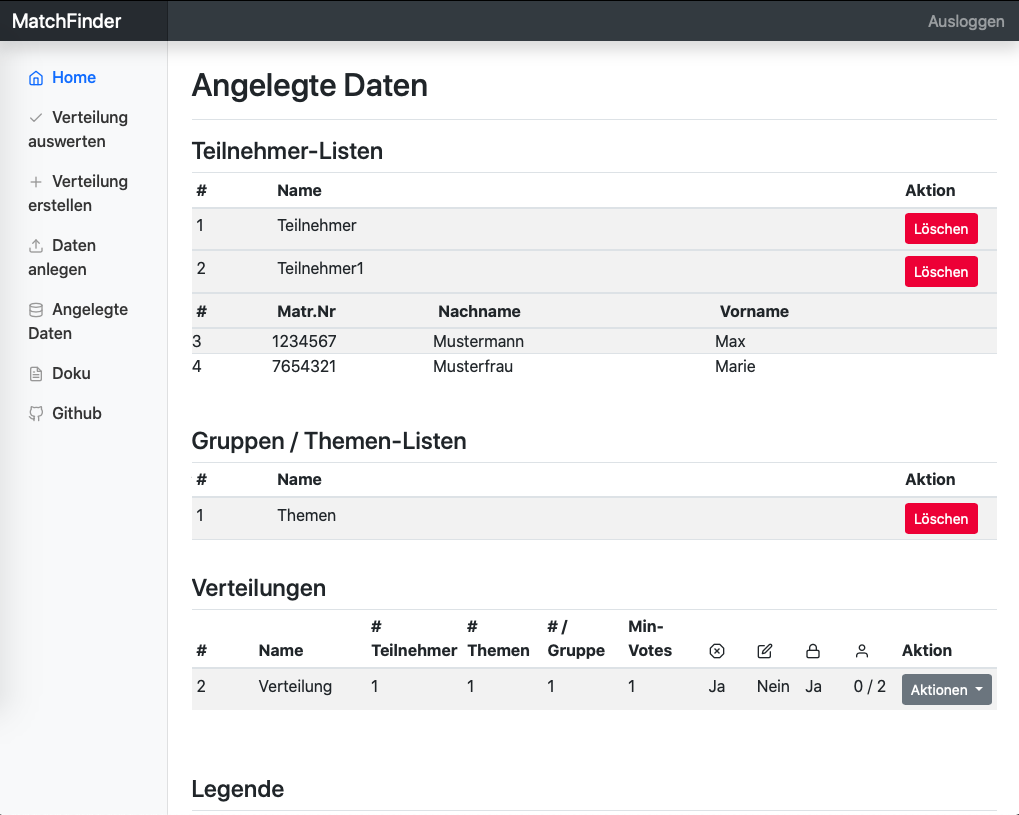 MatchFinder
Ausloggen
Home
Verteilung
auswerten
Verteilung
erstellen
Daten
anlegen
Angelegte
Daten
Doku
Github
Angelegte Daten
Teilnehmer-Listen
# Name Aktion
1 Teilnehmer Löschen
2 Teilnehmer1 Löschen
# Matr.Nr Nachname Vorname
3 1234567 Mustermann Max
4 7654321 Musterfrau Marie
Gruppen / Themen-Listen
# Name Aktion
1 Themen Löschen
Verteilungen
# # # / Min-
# Name Teilnehmer Themen Gruppe Votes Aktion
2 Verteilung 1 1 1 1 Ja Nein Ja 0 / 2 Aktionen
Legende